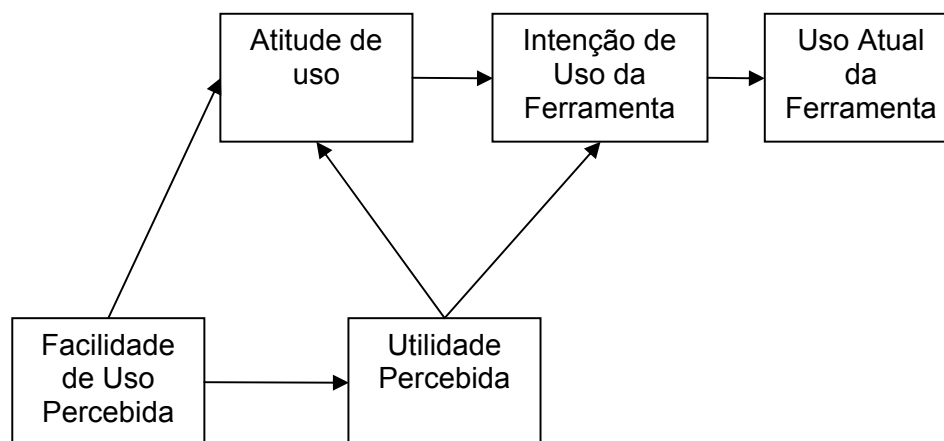 Atitude de
uso
Intenção de
Uso da
Ferramenta
Uso Atual
da
Ferramenta
Facilidade
de Uso
Percebida
Utilidade
Percebida